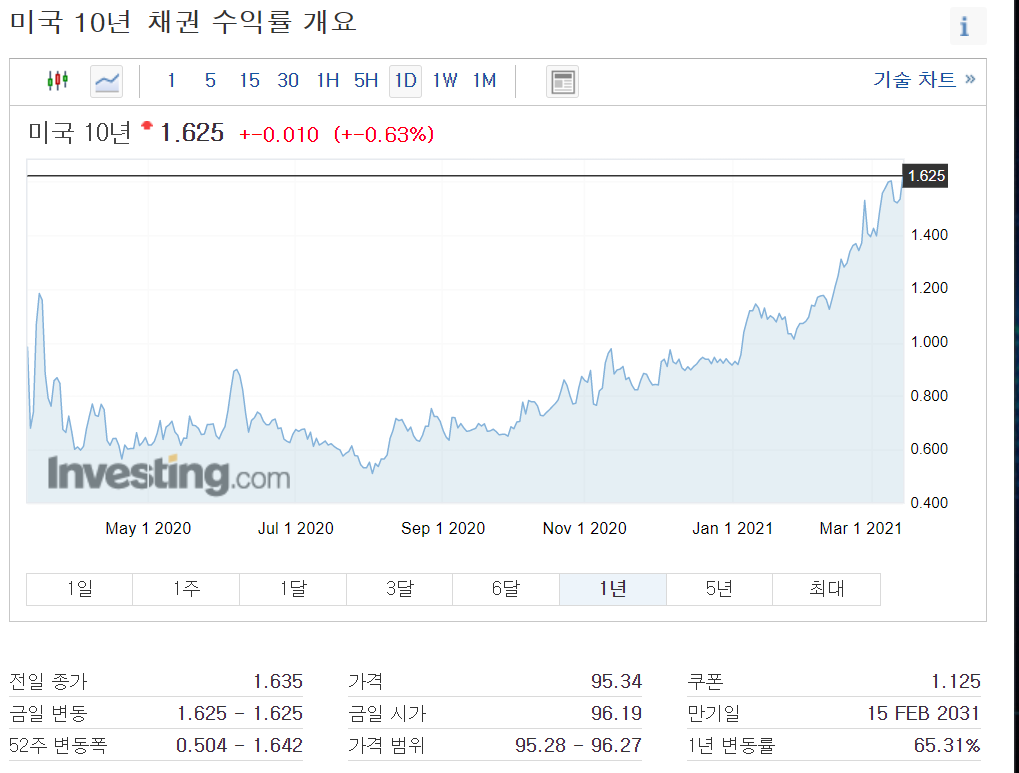 미국 10년 채권 수익률 개요
i
1 5 15 30 1H 5H 1D 1W 1M 기술 차트 »
미국 10년 1.625 +-0.010 (+-0.63%)
1.625
1.400
1.200
1.000
0.800
0.600
0.400
Investing.com
May 1 2020 Jul 1 2020 Sep 1 2020 Nov 1 2020 Jan 1 2021 Mar 1 2021
1일 1주 1달 3달 6달 1년 5년 최대
전일 종가 1.635 가격 95.34 쿠폰 1.125
금일 변동 1.625 - 1.625 금일 시가 96.19 만기일 15 FEB 2031
52주 변동폭 0.504 - 1.642 가격 범위 95.28 - 96.27 1년 변동률 65.31%